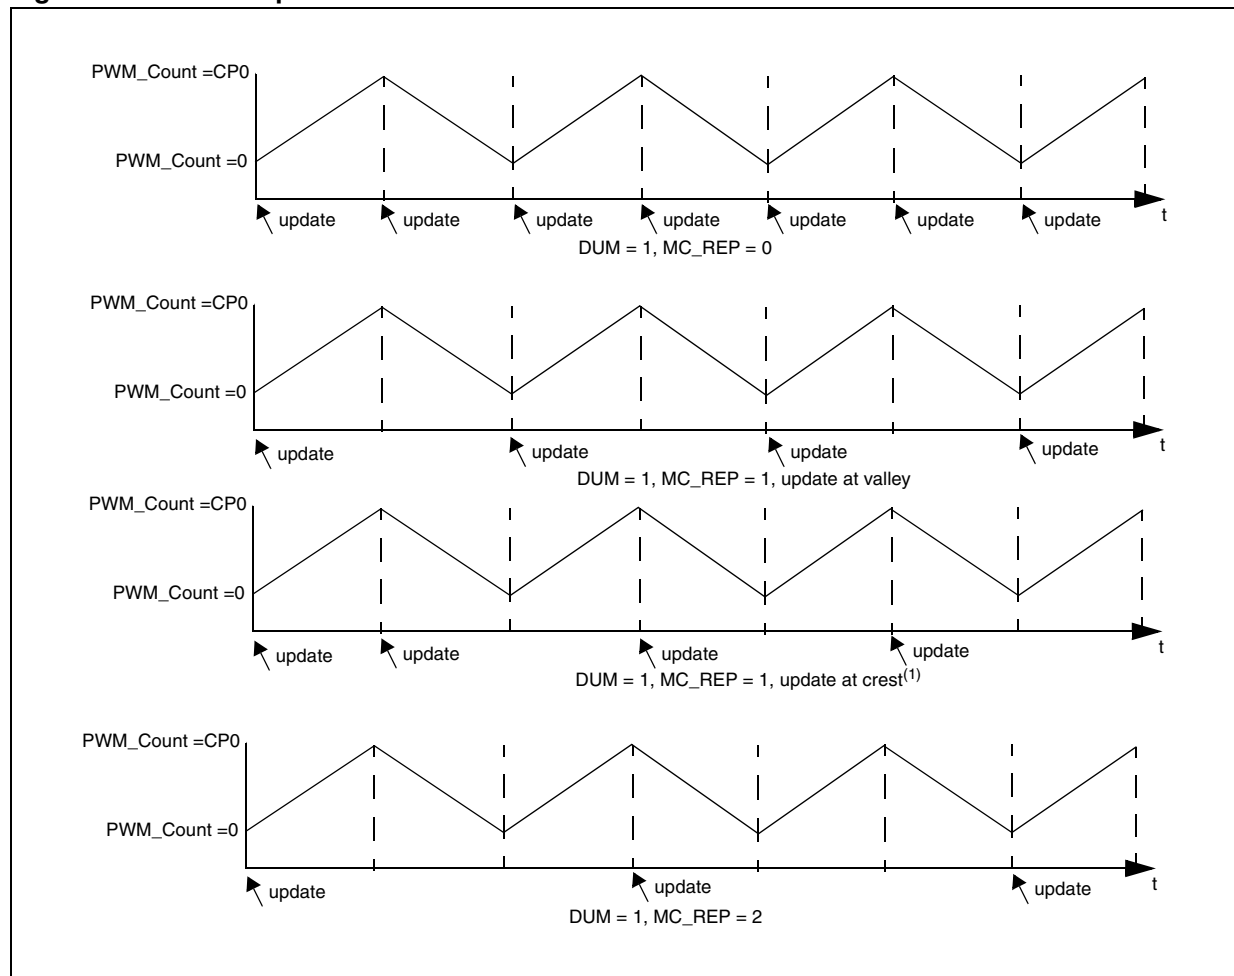 PWM_Count =CP0
PWM_Count =0
t
update update update update update update update
DUM = 1, MC_REP = 0
PWM_Count =CP0
PWM_Count =0
t
update update update update
DUM = 1, MC_REP = 1, update at valley
PWM_Count =CP0
PWM_Count =0
t
update update update update
DUM = 1, MC_REP = 1, update at crest(1)
PWM_Count =CP0
PWM_Count =0
t
update update update
DUM = 1, MC_REP = 2